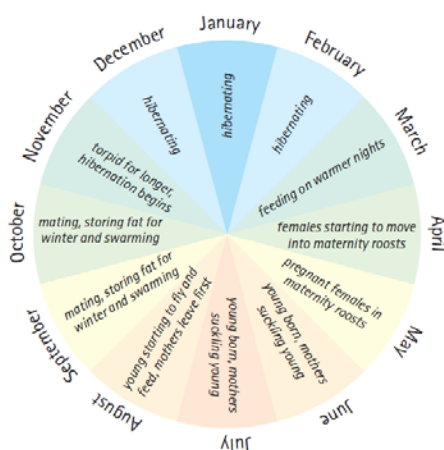 January
hibernating
February
hibernating
March
feeding on warmer nights
April
females starting to move
into maternity roosts
May
pregnant females in
maternity roosts
June
young born, mothers
suckling young
July
young born, mothers
suckling young
August
young starting to fly and
feed, mothers leave first
September
mating, storing fat for
winter and swarming
October
mating, storing fat for
winter and swarming
November
torpid for longer,
hibernation begins
December
hibernating